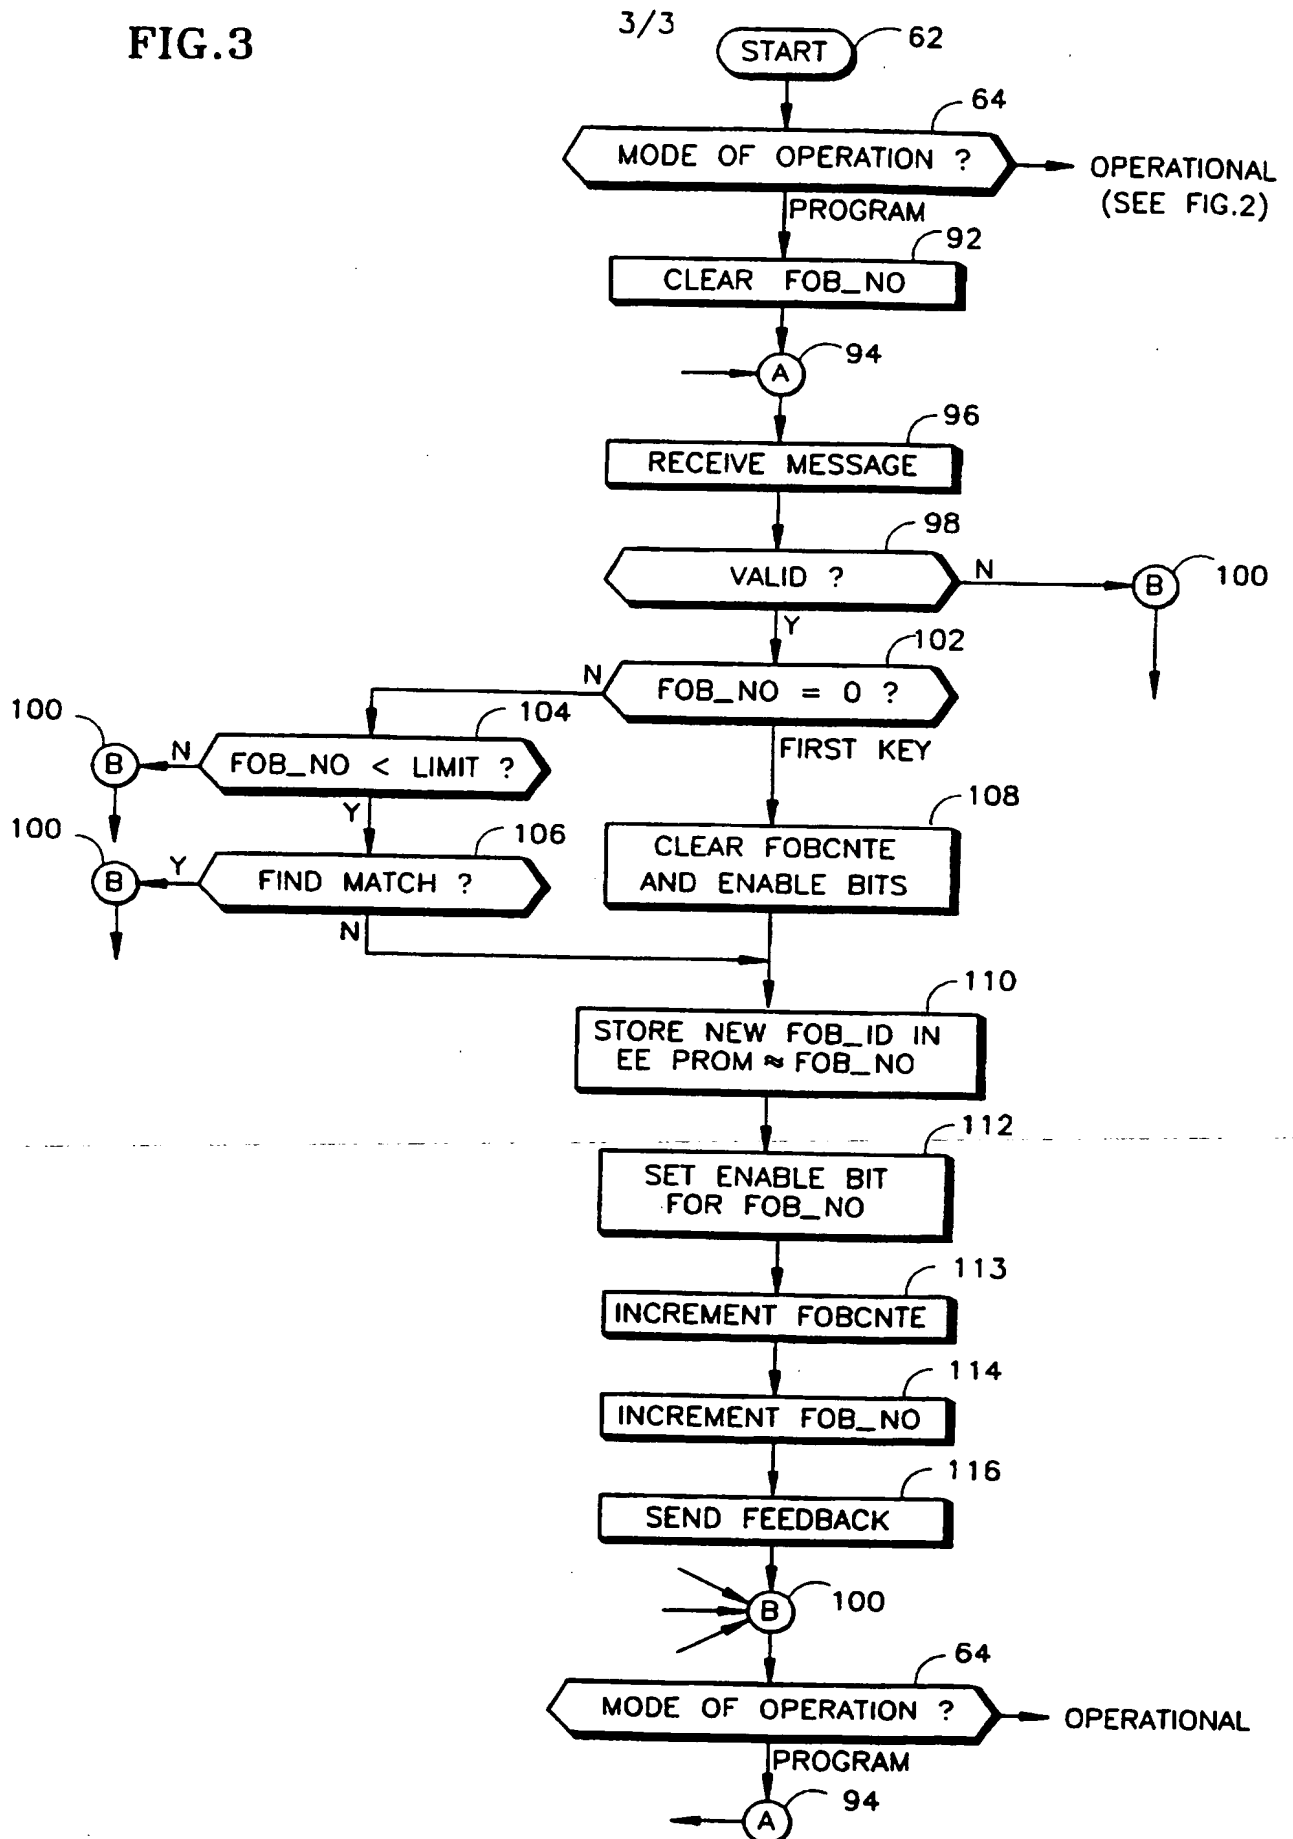 FIG.3
3/3
START
62
64
MODE OF OPERATION ?
OPERATIONAL
(SEE FIG.2)
PROGRAM
92
CLEAR FOB_NO
94
A
96
RECEIVE MESSAGE
98
VALID ?
N
B
100
Y
102
FOB_NO = 0 ?
N
100
B
N
104
FOB_NO < LIMIT ?
FIRST KEY
Y
100
B
Y
106
FIND MATCH ?
N
108
CLEAR FOBCNTE
AND ENABLE BITS
110
STORE NEW FOB_ID IN
EE PROM ≈ FOB_NO
112
SET ENABLE BIT
FOR FOB_NO
113
INCREMENT FOBCNTE
114
INCREMENT FOB_NO
116
SEND FEEDBACK
B
100
64
MODE OF OPERATION ?
OPERATIONAL
PROGRAM
A
94